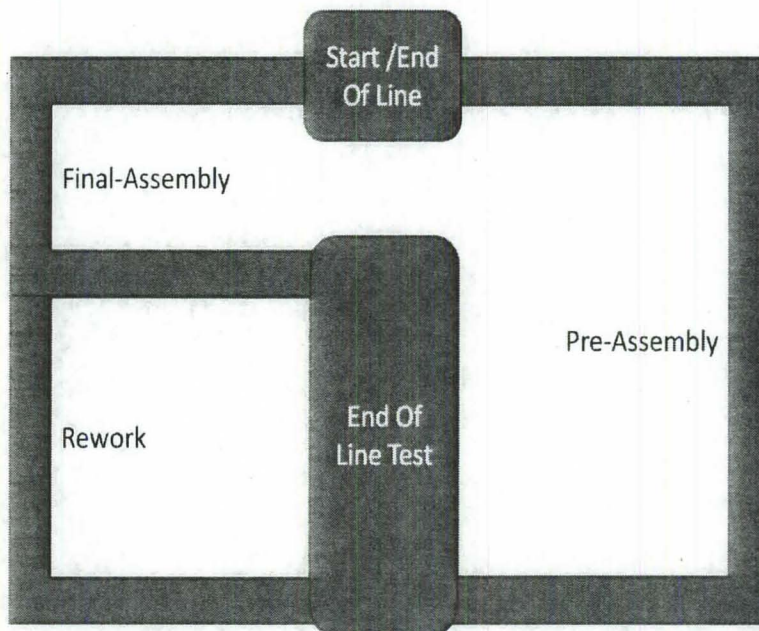 Start /End
Of Line
Final-Assembly
Pre-Assembly
Rework
End Of
Line Test